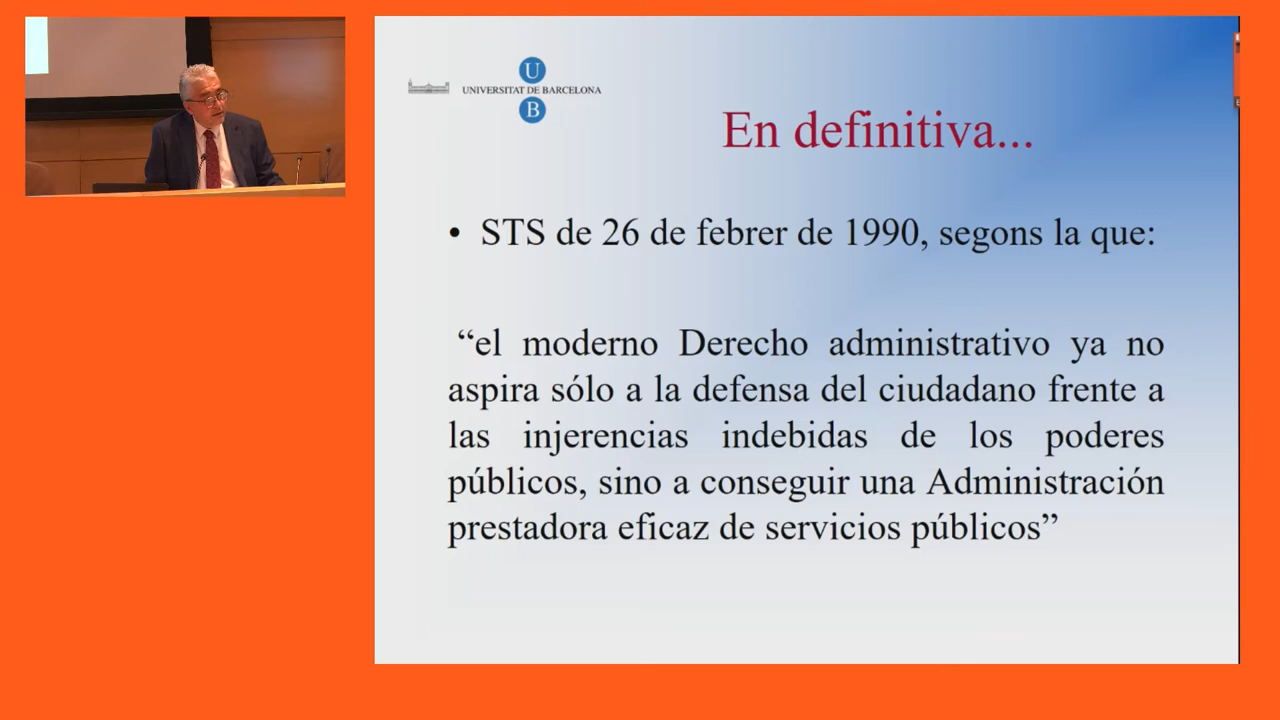 U
UNIVERSITAT DE BARCELONA
B
En definitiva...
• STS de 26 de febrer de 1990, segons la que:
“el moderno Derecho administrativo ya no
aspira sólo a la defensa del ciudadano frente a
las injerencias indebidas de los poderes
públicos, sino a conseguir una Administración
prestadora eficaz de servicios públicos”